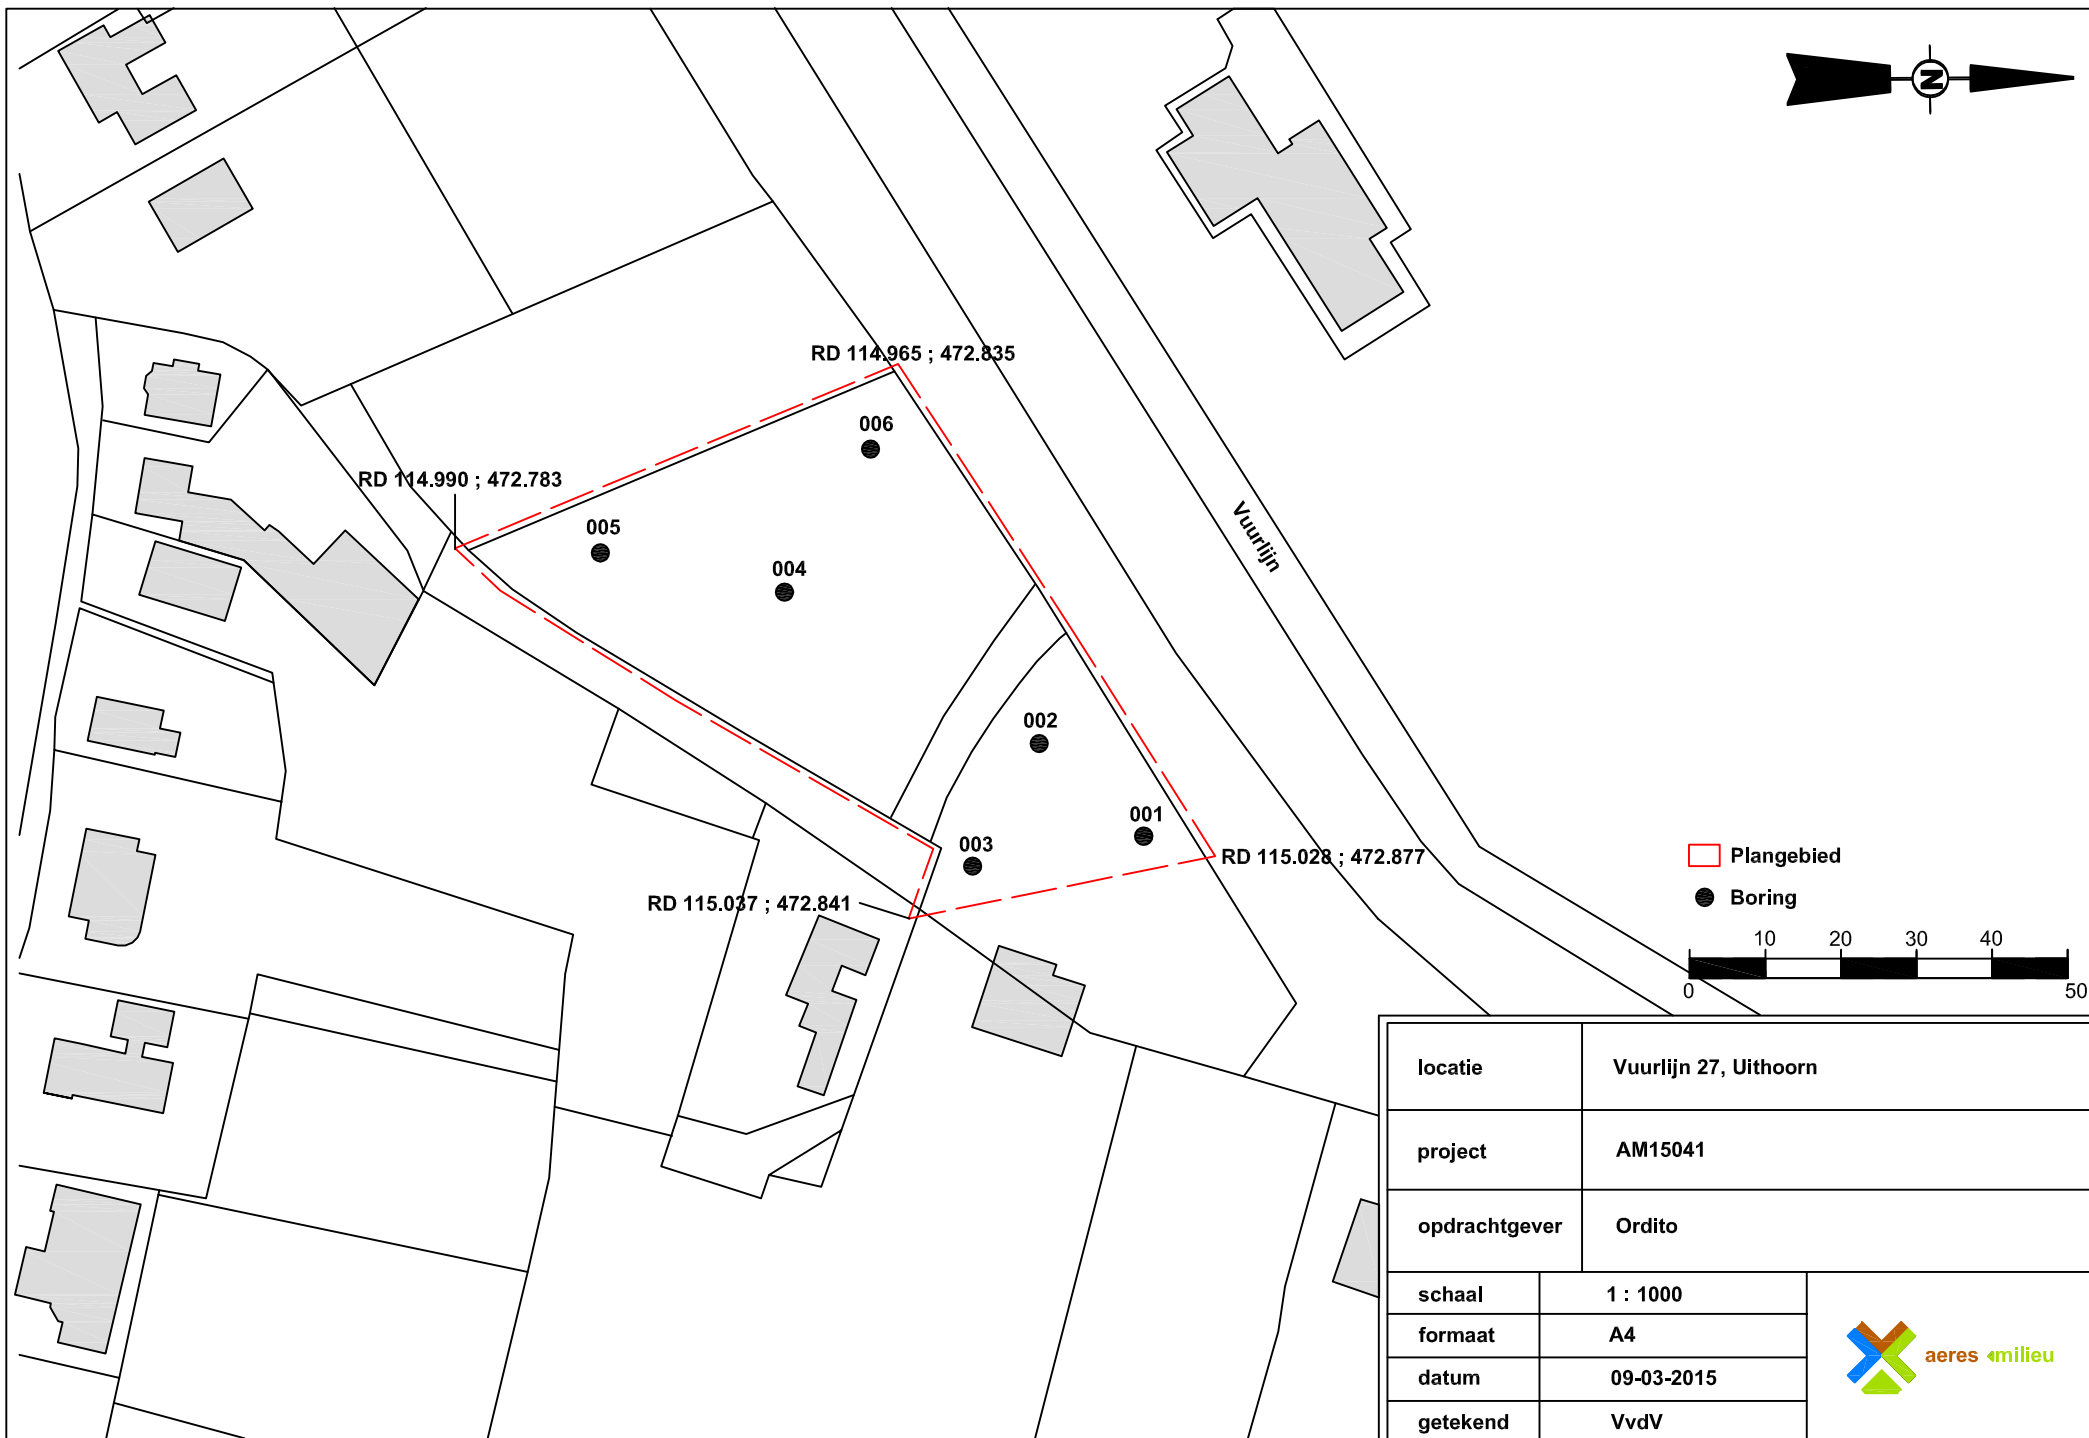 N
RD 114.965 ; 472.835
006
RD 114.990 ; 472.783
005
004
Vuurlijn
002
001
003
RD 115.028 ; 472.877
RD 115.037 ; 472.841
Plangebied
Boring
10 20 30 40
0 50
locatie Vuurlijn 27, Uithoorn
project AM15041
opdrachtgever Ordito
schaal 1 : 1000
formaat A4
datum 09-03-2015
getekend VvdV
aeres milieu